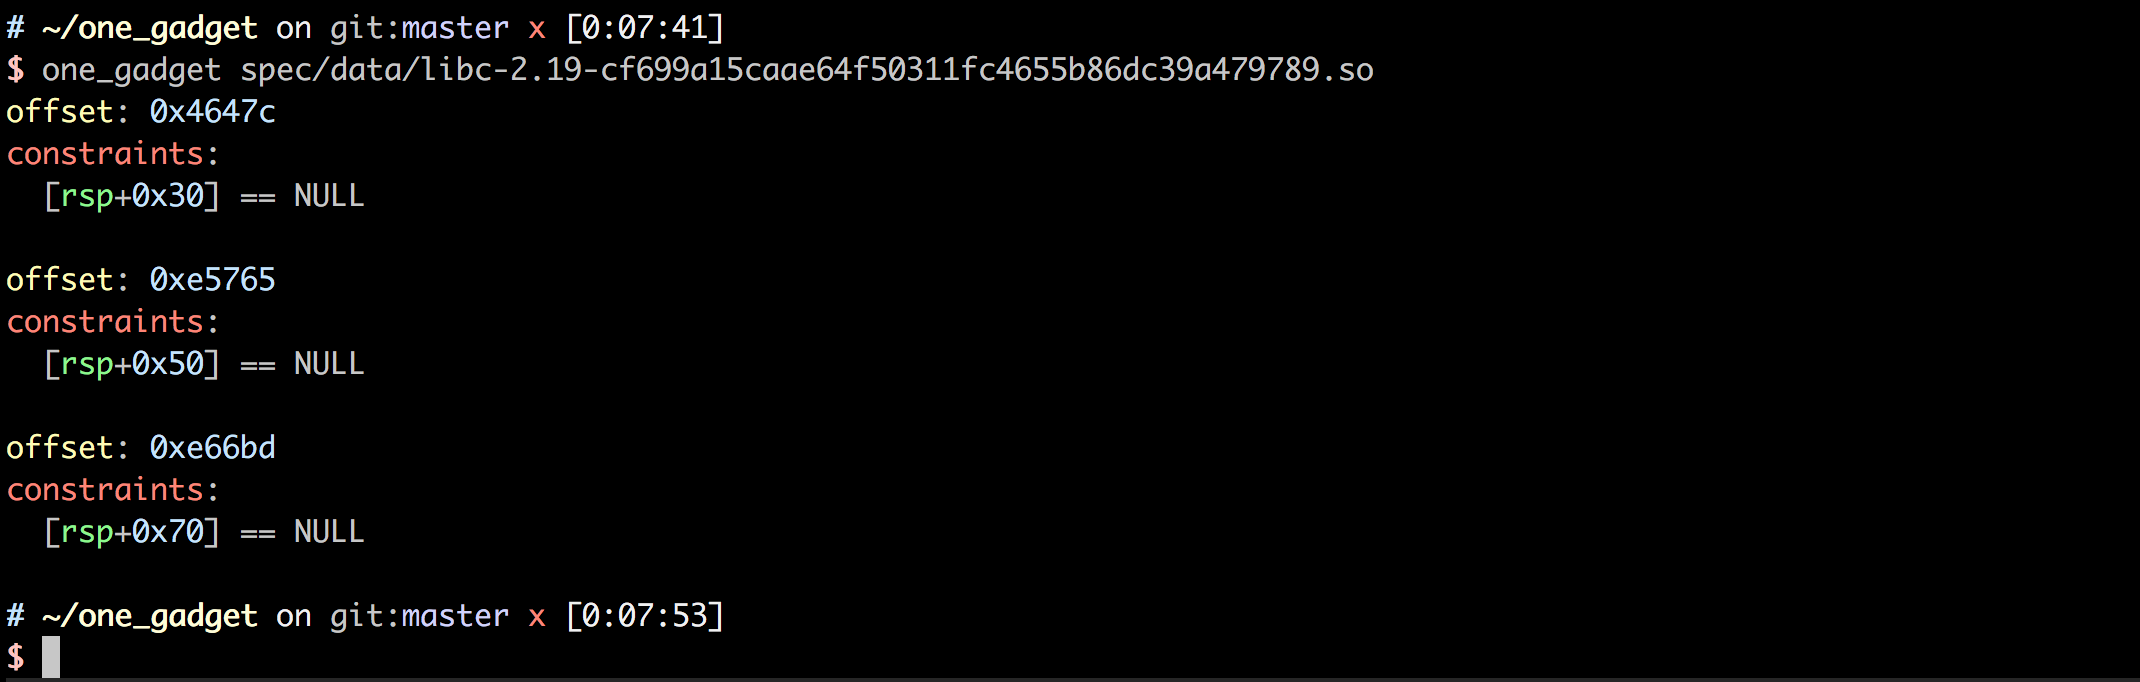 # ~/one_gadget on git:master x [0:07:41]
$ one_gadget spec/data/libc-2.19-cf699a15caae64f50311fc4655b86dc39a479789.so
offset: 0x4647c
constraints:
  [rsp+0x30] == NULL

offset: 0xe5765
constraints:
  [rsp+0x50] == NULL

offset: 0xe66bd
constraints:
  [rsp+0x70] == NULL

# ~/one_gadget on git:master x [0:07:53]
$